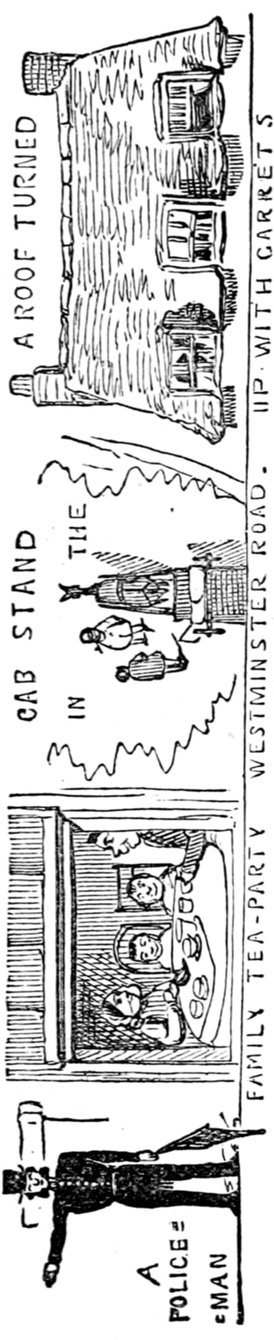 A
POLICE=
=MAN
FAMILY TEA-PARTY
CAB STAND
IN THE
WESTMINSTER ROAD.
A ROOF TURNED
UP WITH GARRETS